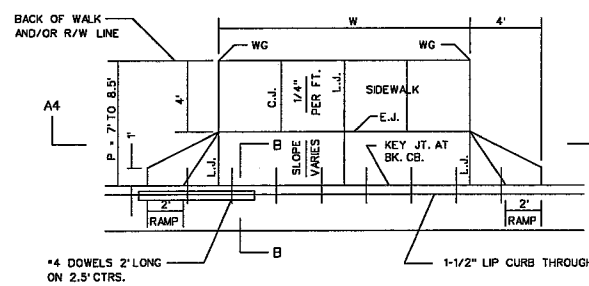 BACK OF WALK
AND/OR R/W LINE
W
4'
WG
WG
A4
P = 7' TO 8.5'
4'
1'
C.J.
1/4"
PER FT.
L.J.
SIDEWALK
E.J.
L.J.
B
SLOPE
VARIES
KEY JT. AT
BK. CB.
L.J.
2'
RAMP
2'
RAMP
B
#4 DOWELS 2' LONG
ON 2.5' CTRS.
1-1/2" LIP CURB THROUGH